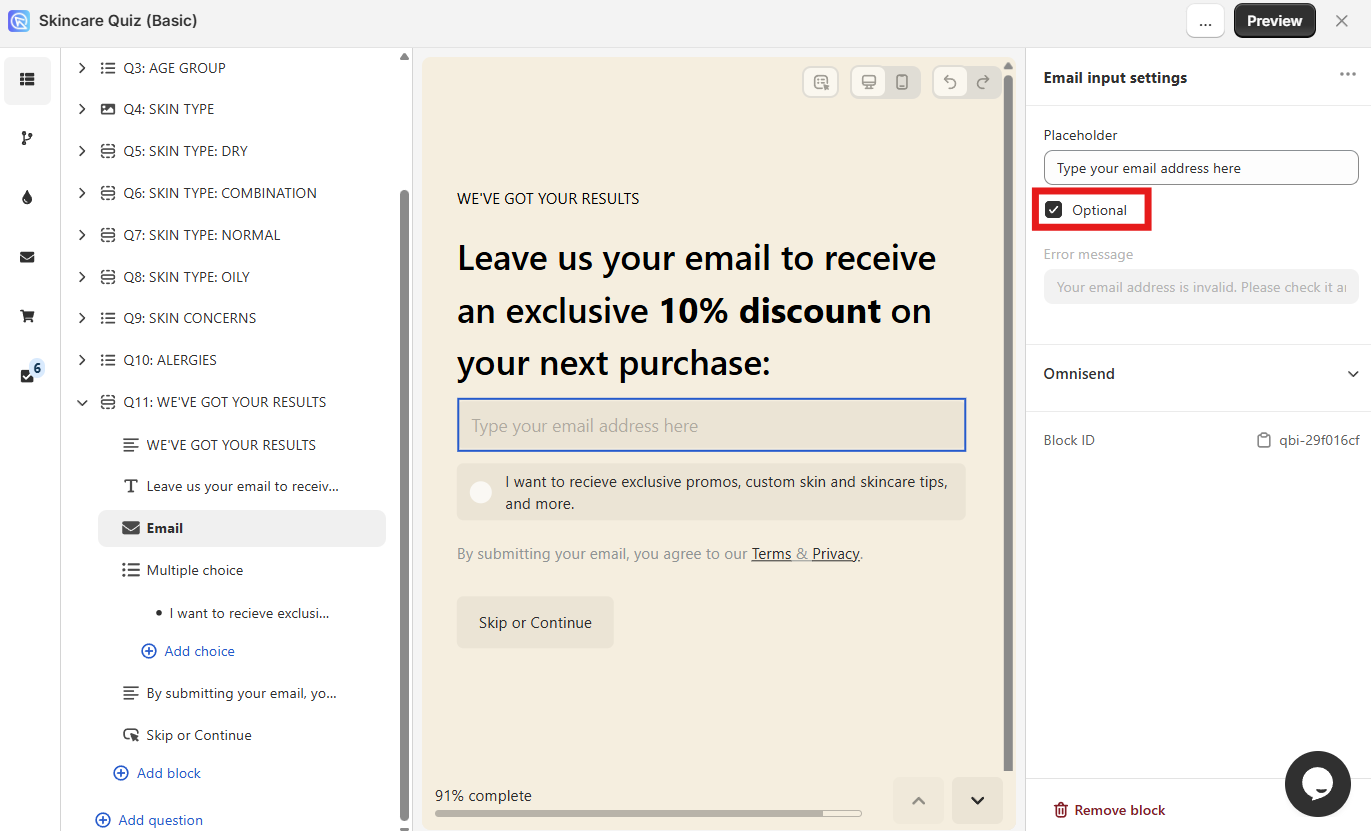 Skincare Quiz (Basic)
...
Preview
Q3: AGE GROUP
Q4: SKIN TYPE
Q5: SKIN TYPE: DRY
Q6: SKIN TYPE: COMBINATION
Q7: SKIN TYPE: NORMAL
Q8: SKIN TYPE: OILY
Q9: SKIN CONCERNS
Q10: ALERGIES
6
Q11: WE'VE GOT YOUR RESULTS
WE'VE GOT YOUR RESULTS
Leave us your email to receiv...
Email
Multiple choice
I want to recieve exclusi...
Add choice
By submitting your email, yo...
Skip or Continue
Add block
Add question
WE'VE GOT YOUR RESULTS
Leave us your email to receive
an exclusive 10% discount on
your next purchase:
Type your email address here
I want to recieve exclusive promos, custom skin and skincare tips,
and more.
By submitting your email, you agree to our Terms & Privacy.
Skip or Continue
91% complete
Email input settings
Placeholder
Type your email address here
Optional
Error message
Your email address is invalid. Please check it ar
Omnisend
Block ID
qbi-29f016cf
Remove block